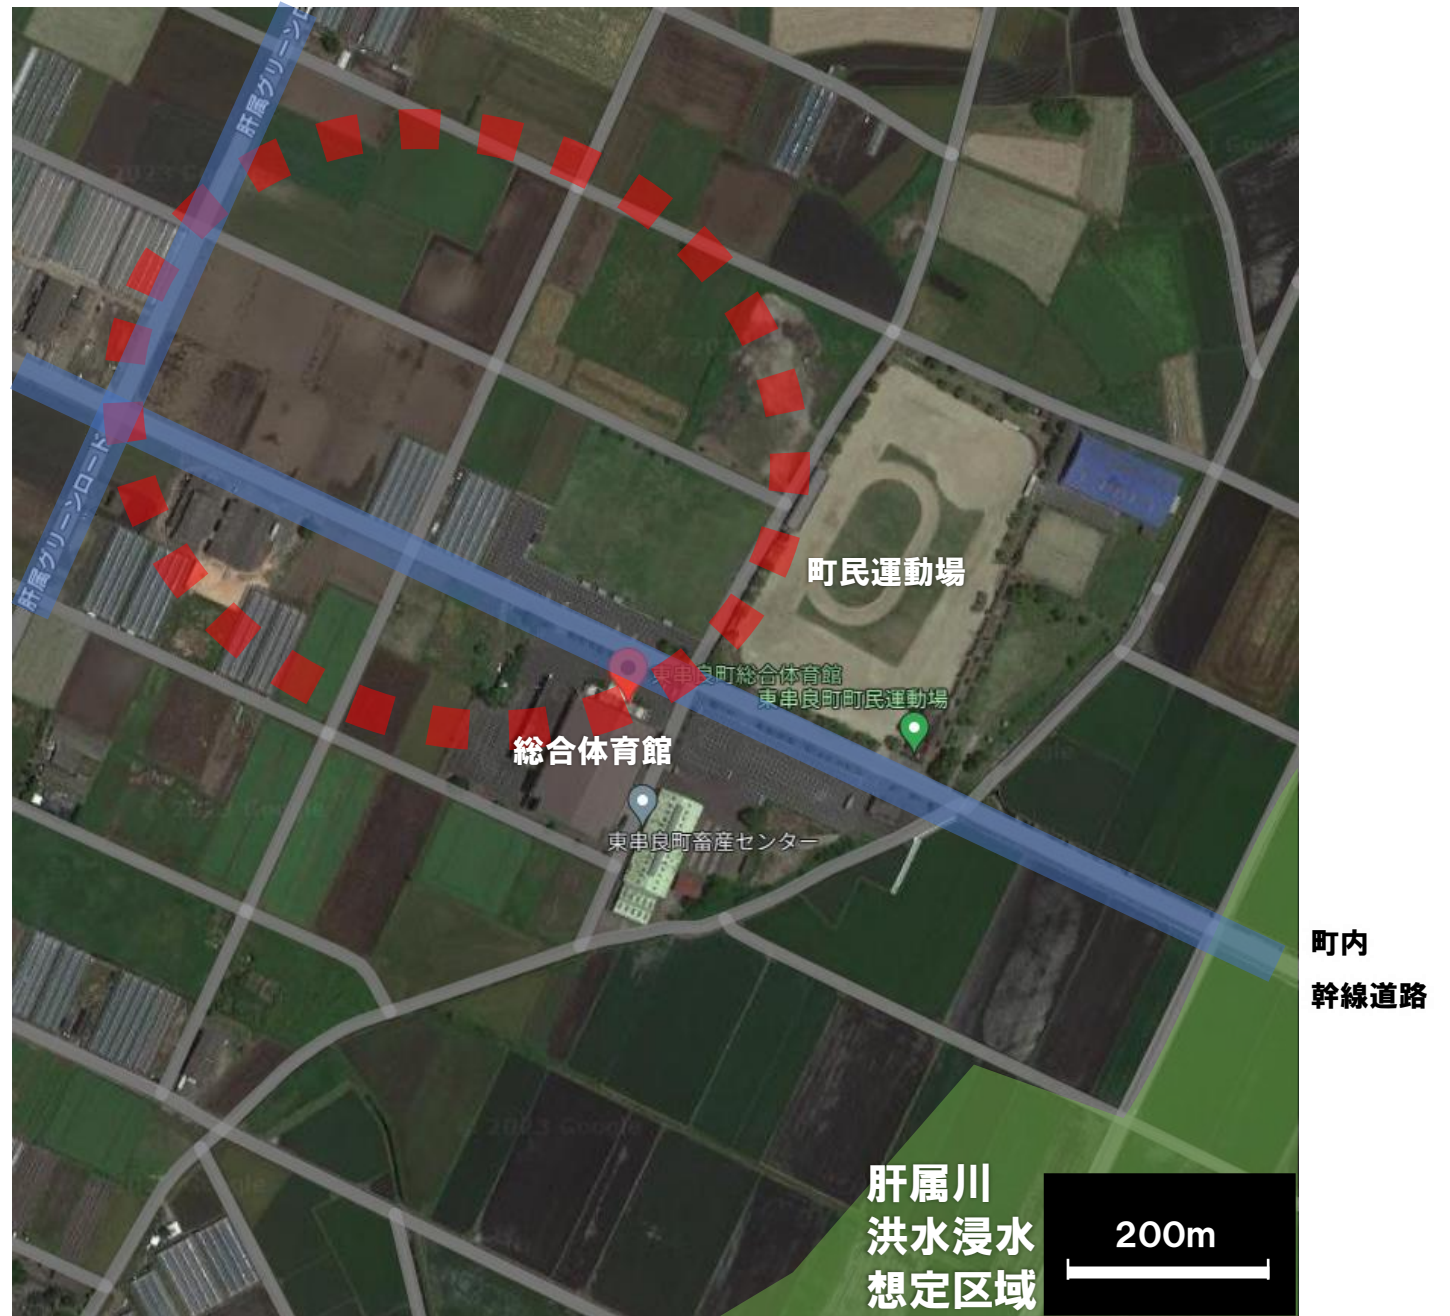 肝属グリーンロ
肝属グリーンロード
町民運動場
東串良町総合体育館
東串良町町民運動場
総合体育館
東串良町畜産センター
町内
幹線道路
肝属川
洪水浸水
想定区域
200m